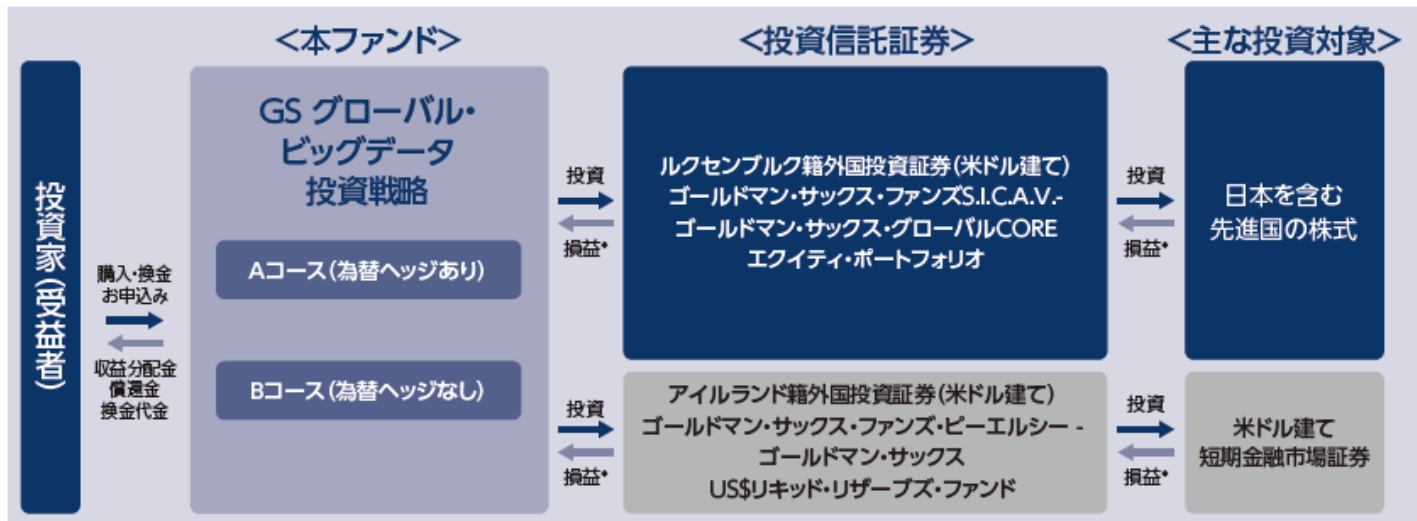 <本ファンド>
<投資信託証券>
<主な投資対象>
投資家(受益者)
購入・換金
お申込み
収益分配金
償還金
換金代金
GS グローバル・
ビッグデータ
投資戦略
Aコース(為替ヘッジあり)
Bコース(為替ヘッジなし)
投資
損益*
ルクセンブルク籍外国投資証券(米ドル建て)
ゴールドマン・サックス・ファンズS.I.C.A.V.-
ゴールドマン・サックス・グローバルCORE
エクイティ・ポートフォリオ
投資
損益*
日本を含む
先進国の株式
投資
損益*
アイルランド籍外国投資証券(米ドル建て)
ゴールドマン・サックス・ファンズ・ピーエルシー -
ゴールドマン・サックス
US$リキッド・リザーブズ・ファンド
投資
損益*
米ドル建て
短期金融市場証券